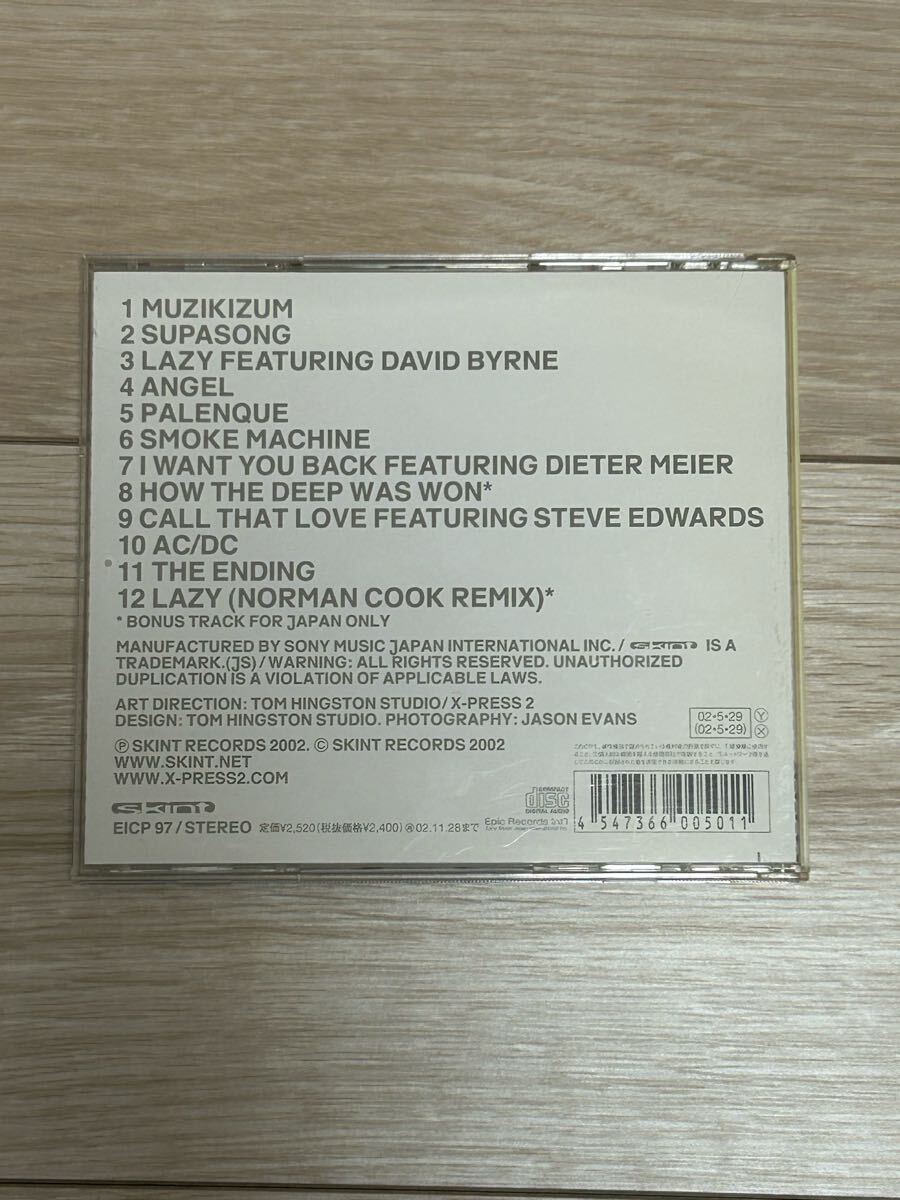 1 MUZIKIZUM
2 SUPASONG
3 LAZY FEATURING DAVID BYRNE
4 ANGEL
5 PALENQUE
6 SMOKE MACHINE
7 I WANT YOU BACK FEATURING DIETER MEIER
8 HOW THE DEEP WAS WON*
9 CALL THAT LOVE FEATURING STEVE EDWARDS
10 AC/DC
11 THE ENDING
12 LAZY (NORMAN COOK REMIX)*
* BONUS TRACK FOR JAPAN ONLY
MANUFACTURED BY SONY MUSIC JAPAN INTERNATIONAL INC. / skint IS A
TRADEMARK.(JS) / WARNING: ALL RIGHTS RESERVED. UNAUTHORIZED
DUPLICATION IS A VIOLATION OF APPLICABLE LAWS.
ART DIRECTION: TOM HINGSTON STUDIO / X-PRESS 2
DESIGN: TOM HINGSTON STUDIO. PHOTOGRAPHY: JASON EVANS
02•5•29 Y
(02•5•29) X
℗ SKINT RECORDS 2002. © SKINT RECORDS 2002
WWW.SKINT.NET
WWW.X-PRESS2.COM
skint
COMPACT
disc
DIGITAL AUDIO
EICP 97 / STEREO 定価¥2,520(税抜価格¥2,400) 02.11.28まで
Epic Records Int'l
4 547366 005011